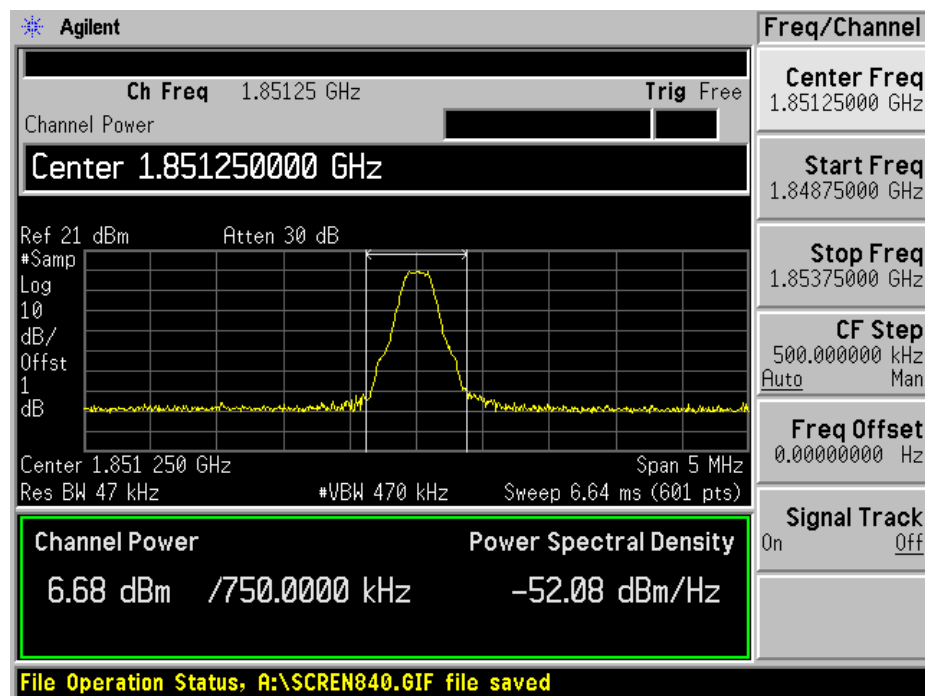 Agilent
Freq/Channel
Ch Freq 1.85125 GHz Trig Free
Channel Power
Center 1.851250000 GHz
Ref 21 dBm Atten 30 dB
#Samp
Log
10
dB/
Offst
1
dB
Center 1.851 250 GHz Span 5 MHz
Res BW 47 kHz #VBW 470 kHz Sweep 6.64 ms (601 pts)
Channel Power Power Spectral Density
6.68 dBm /750.0000 kHz -52.08 dBm/Hz
File Operation Status, A:\SCREN840.GIF file saved
Center Freq
1.85125000 GHz
Start Freq
1.84875000 GHz
Stop Freq
1.85375000 GHz
CF Step
500.000000 kHz
Auto Man
Freq Offset
0.00000000 Hz
Signal Track
On Off